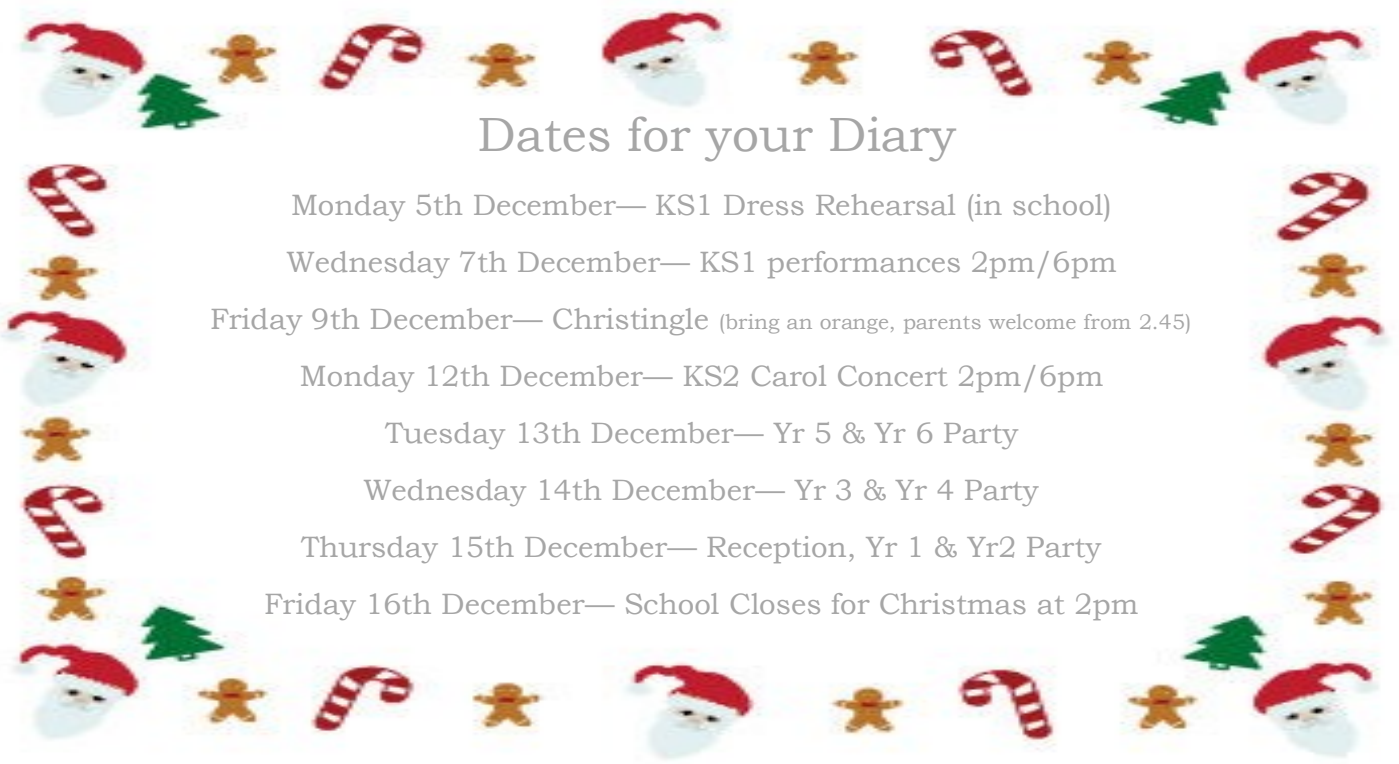 Dates for your Diary
Monday 5th December— KS1 Dress Rehearsal (in school)
Wednesday 7th December— KS1 performances 2pm/6pm
Friday 9th December— Christingle (bring an orange, parents welcome from 2.45)
Monday 12th December— KS2 Carol Concert 2pm/6pm
Tuesday 13th December— Yr 5 & Yr 6 Party
Wednesday 14th December— Yr 3 & Yr 4 Party
Thursday 15th December— Reception, Yr 1 & Yr2 Party
Friday 16th December— School Closes for Christmas at 2pm